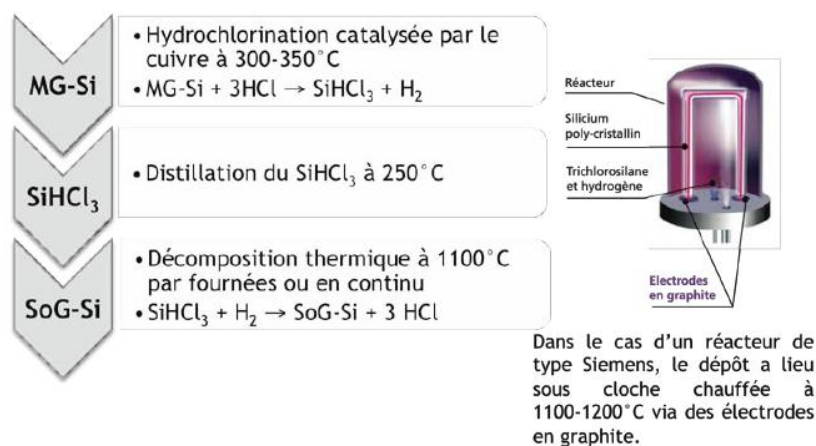 MG-Si
• Hydrochlorination catalysée par le
cuivre à 300-350°C
• MG-Si + 3HCl → SiHCl₃ + H₂
SiHCl₃
• Distillation du SiHCl₃ à 250°C
SoG-Si
• Décomposition thermique à 1100°C
par fournées ou en continu
• SiHCl₃ + H₂ → SoG-Si + 3 HCl
Réacteur
Silicium
poly-cristallin
Trichlorosilane
et hydrogène
Electrodes
en graphite
Dans le cas d’un réacteur de
type Siemens, le dépôt a lieu
sous cloche chauffée à
1100-1200°C via des électrodes
en graphite.